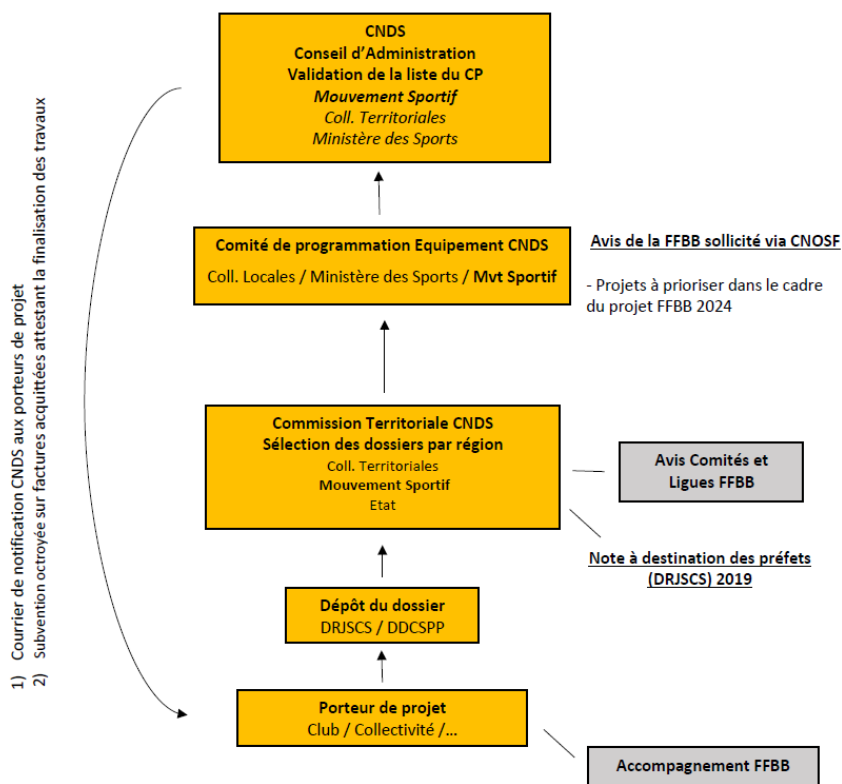 CNDS
Conseil d'Administration
Validation de la liste du CP
Mouvement Sportif
Coll. Territoriales
Ministère des Sports
Comité de programmation Equipement CNDS
Coll. Locales / Ministère des Sports / Mvt Sportif
Avis de la FFBB sollicité via CNOSF
- Projets à prioriser dans le cadre
du projet FFBB 2024
Commission Territoriale CNDS
Sélection des dossiers par région
Coll. Territoriales
Mouvement Sportif
Etat
Avis Comités et
Ligues FFBB
Note à destination des préfets
(DRJSCS) 2019
Dépôt du dossier
DRJSCS / DDCSPP
Porteur de projet
Club / Collectivité /...
Accompagnement FFBB
1) Courrier de notification CNDS aux porteurs de projet
2) Subvention octroyée sur factures acquittées attestant la finalisation des travaux